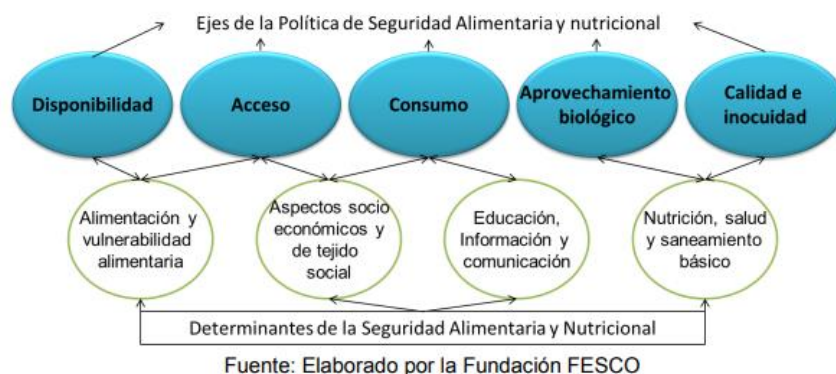 Ejes de la Política de Seguridad Alimentaria y nutricional
Disponibilidad
Acceso
Consumo
Aprovechamiento
biológico
Calidad e
inocuidad
Alimentación y
vulnerabilidad
alimentaria
Aspectos socio
económicos y
de tejido
social
Educación,
Información y
comunicación
Nutrición, salud
y saneamiento
básico
Determinantes de la Seguridad Alimentaria y Nutricional
Fuente: Elaborado por la Fundación FESCO